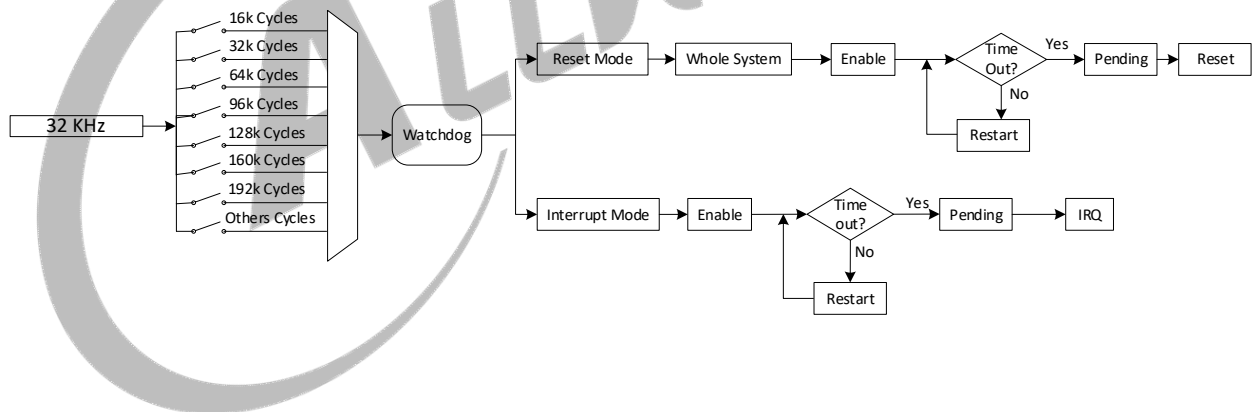 16k Cycles
32k Cycles
64k Cycles
96k Cycles
128k Cycles
160k Cycles
192k Cycles
Others Cycles
32 KHz
Watchdog
Reset Mode
Whole System
Enable
Time
Out?
Yes
No
Restart
Pending
Reset
Interrupt Mode
Enable
Time
out?
Yes
No
Restart
Pending
IRQ